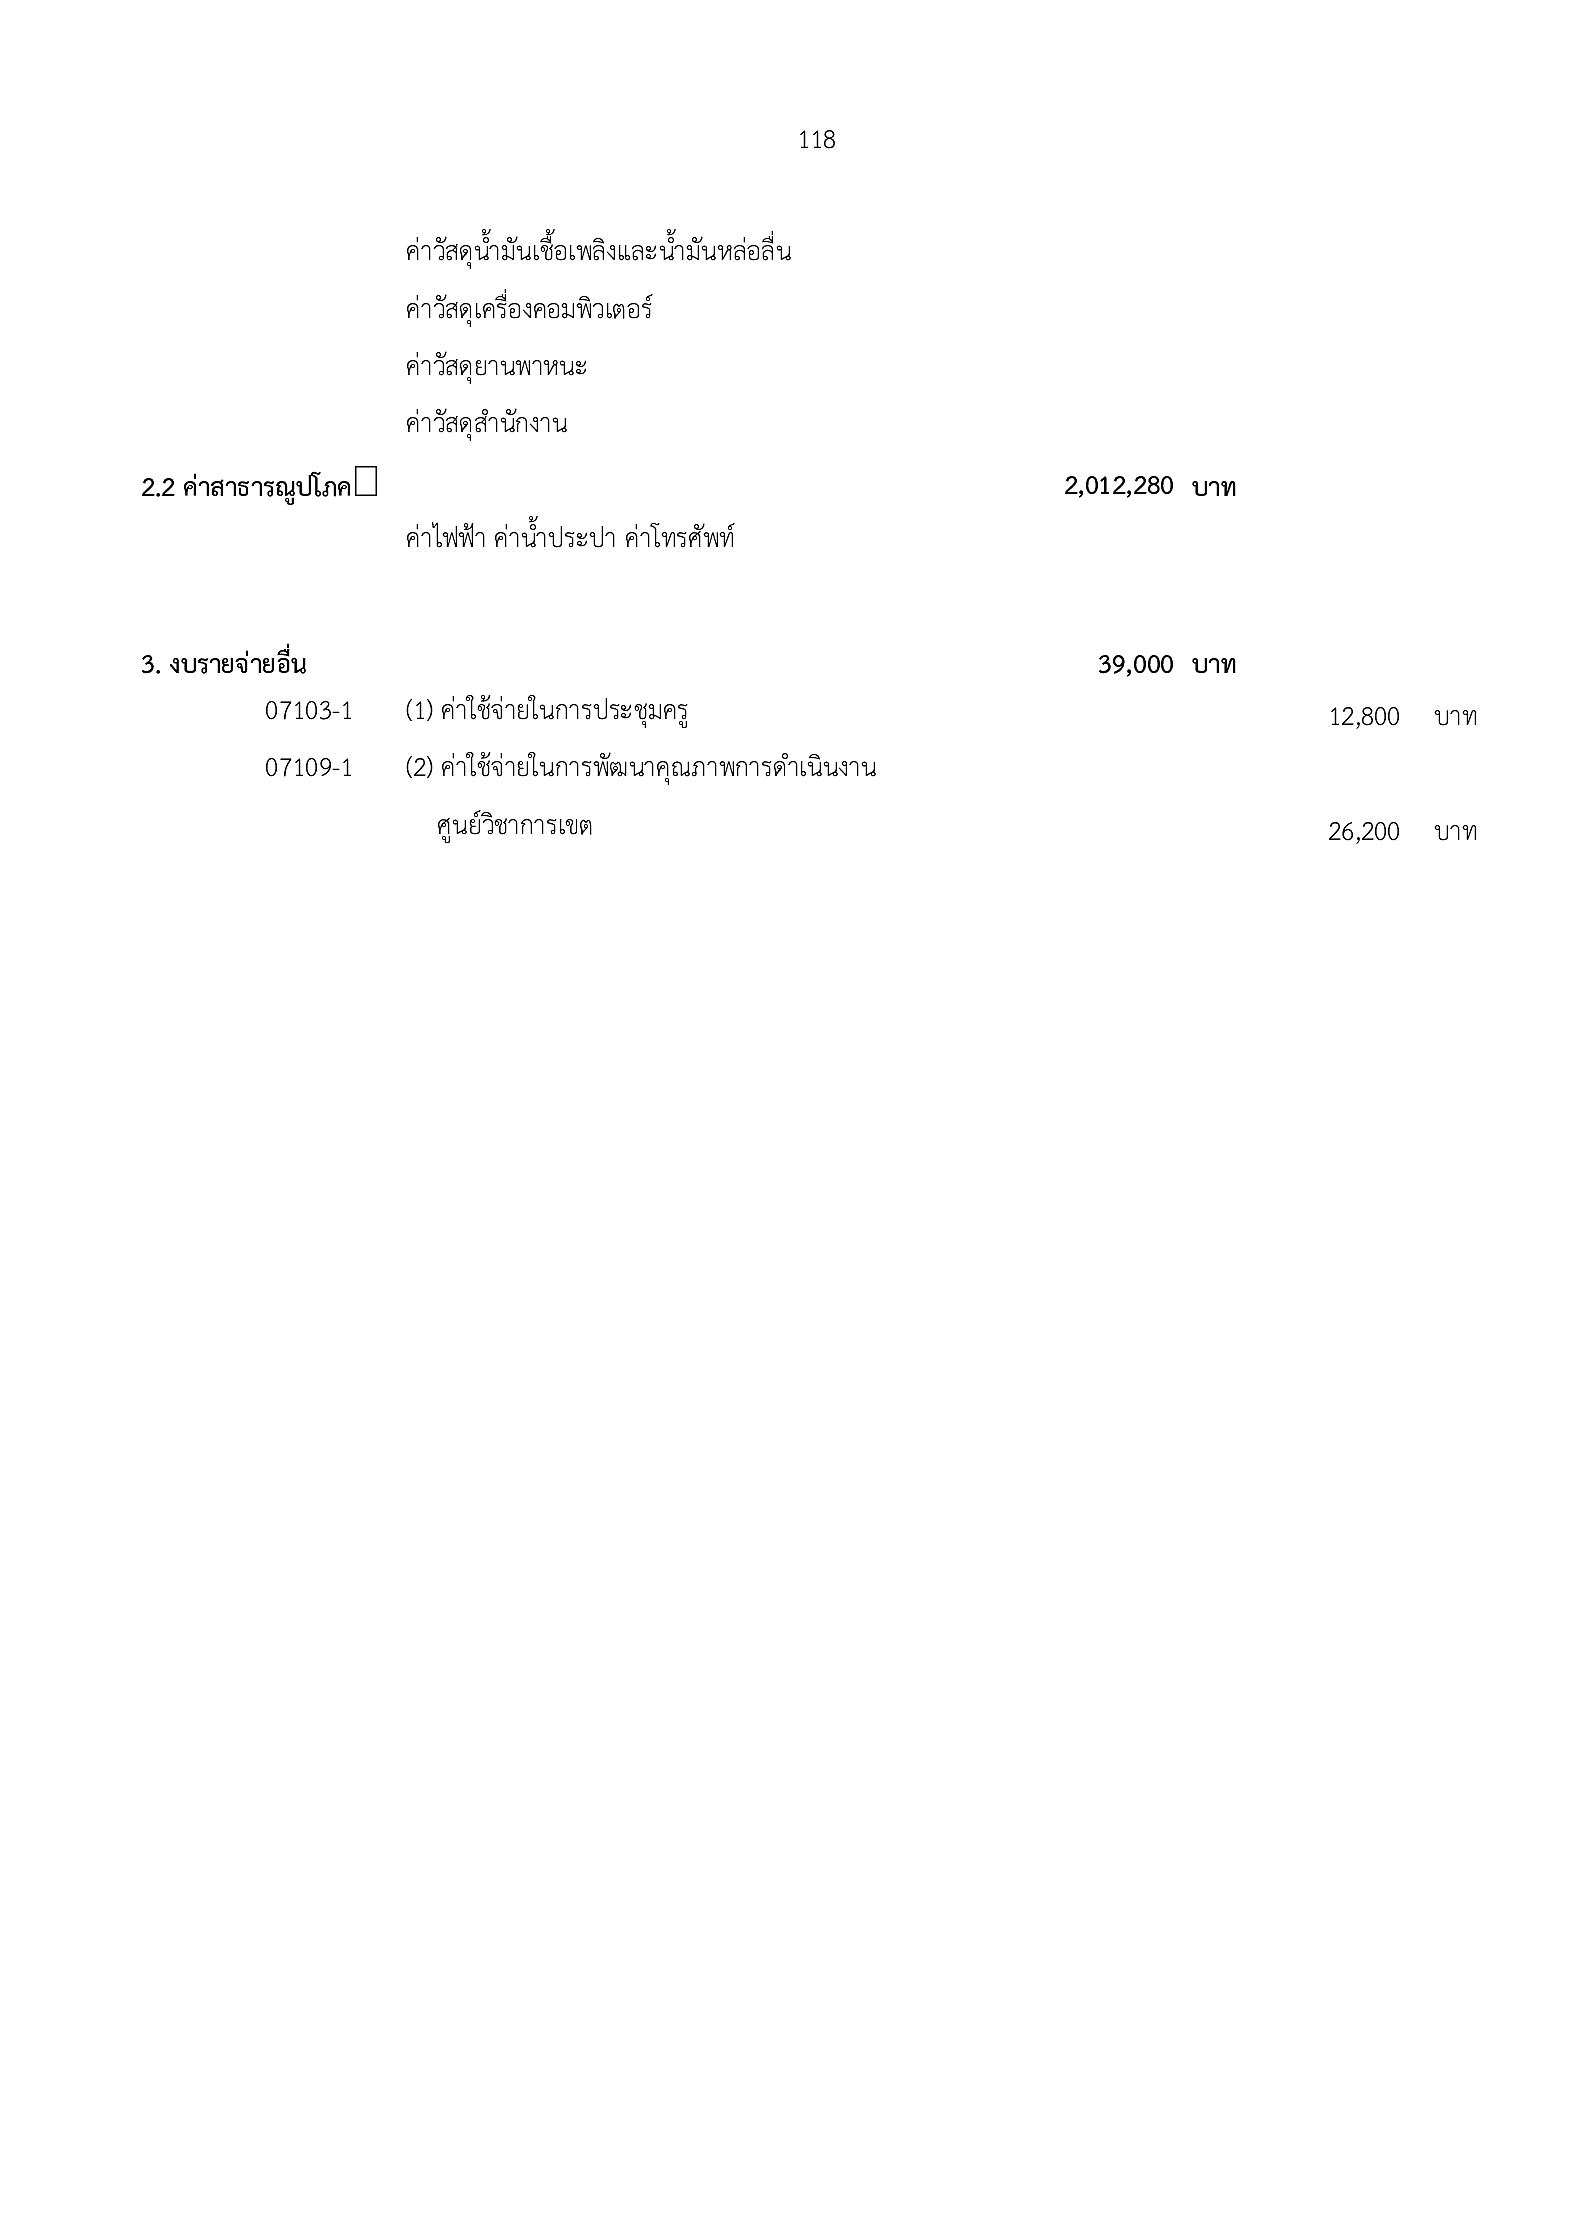 118
ค่าวัสดุน้ำมันเชื้อเพลิงและน้ำมันหล่อลื่น
ค่าวัสดุเครื่องคอมพิวเตอร์
ค่าวัสดุยานพาหนะ
ค่าวัสดุสำนักงาน
2.2 ค่าสาธารณูปโภค 2,012,280 บาท
ค่าไฟฟ้า ค่าน้ำประปา ค่าโทรศัพท์
3. งบรายจ่ายอื่น 39,000 บาท
07103-1 (1) ค่าใช้จ่ายในการประชุมครู 12,800 บาท
07109-1 (2) ค่าใช้จ่ายในการพัฒนาคุณภาพการดำเนินงาน
ศูนย์วิชาการเขต 26,200 บาท